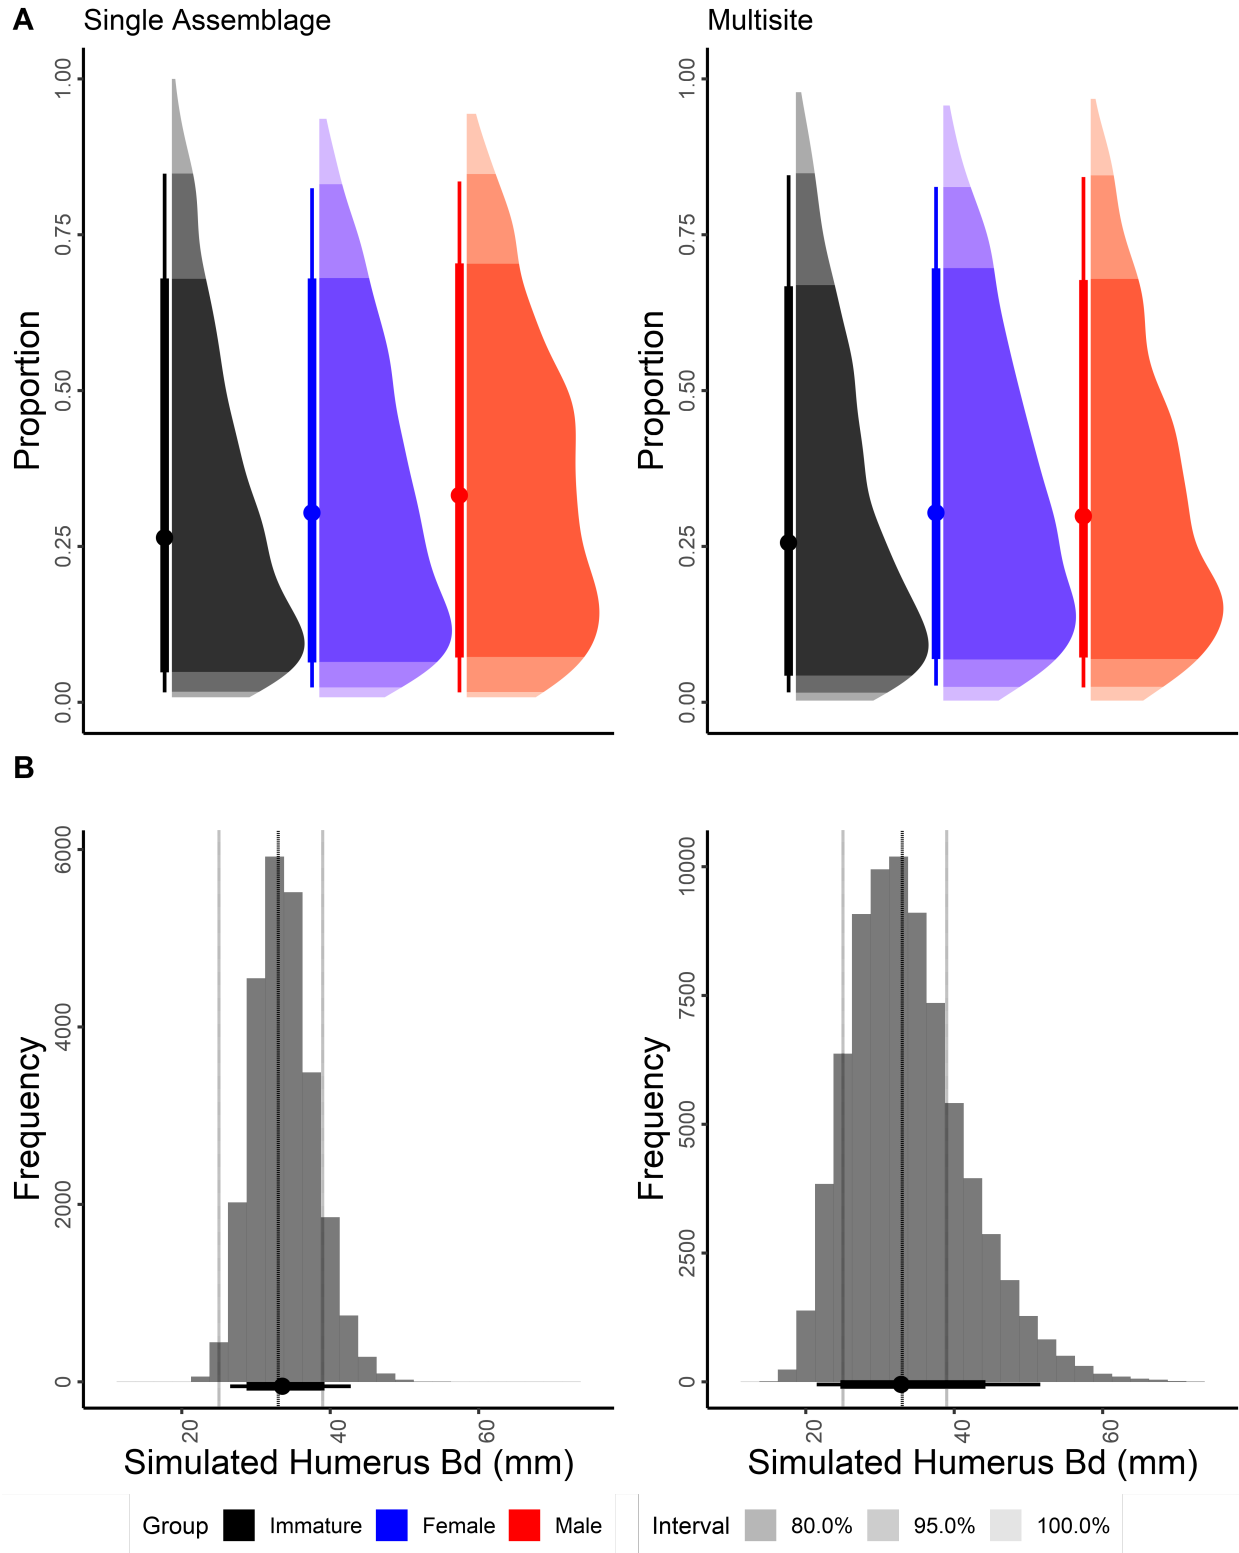 A Single Assemblage Multisite
Proportion
1.00
0.75
0.50
0.25
0.00
Proportion
1.00
0.75
0.50
0.25
0.00
B
Frequency
6000
4000
2000
0
20 40 60
Simulated Humerus Bd (mm)
Frequency
10000
7500
5000
2500
0
20 40 60
Simulated Humerus Bd (mm)
Group Immature Female Male
Interval 80.0% 95.0% 100.0%